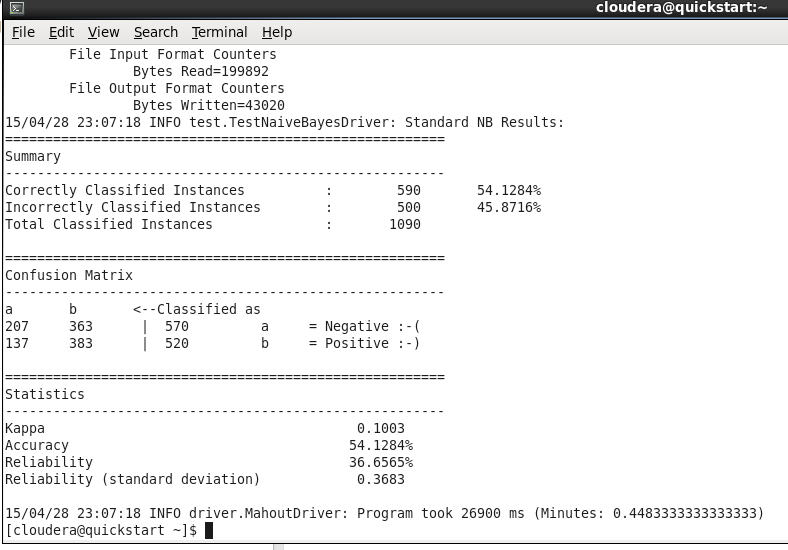 cloudera@quickstart:~
File Edit View Search Terminal Help
File Input Format Counters
Bytes Read=199892
File Output Format Counters
Bytes Written=43020
15/04/28 23:07:18 INFO test.TestNaiveBayesDriver: Standard NB Results:
=======================================================
Summary
-------------------------------------------------------
Correctly Classified Instances : 590 54.1284%
Incorrectly Classified Instances : 500 45.8716%
Total Classified Instances : 1090
=======================================================
Confusion Matrix
-------------------------------------------------------
a b <--Classified as
207 363 | 570 a = Negative :-(
137 383 | 520 b = Positive :-)
=======================================================
Statistics
-------------------------------------------------------
Kappa 0.1003
Accuracy 54.1284%
Reliability 36.6565%
Reliability (standard deviation) 0.3683
15/04/28 23:07:18 INFO driver.MahoutDriver: Program took 26900 ms (Minutes: 0.4483333333333333)
[cloudera@quickstart ~]$